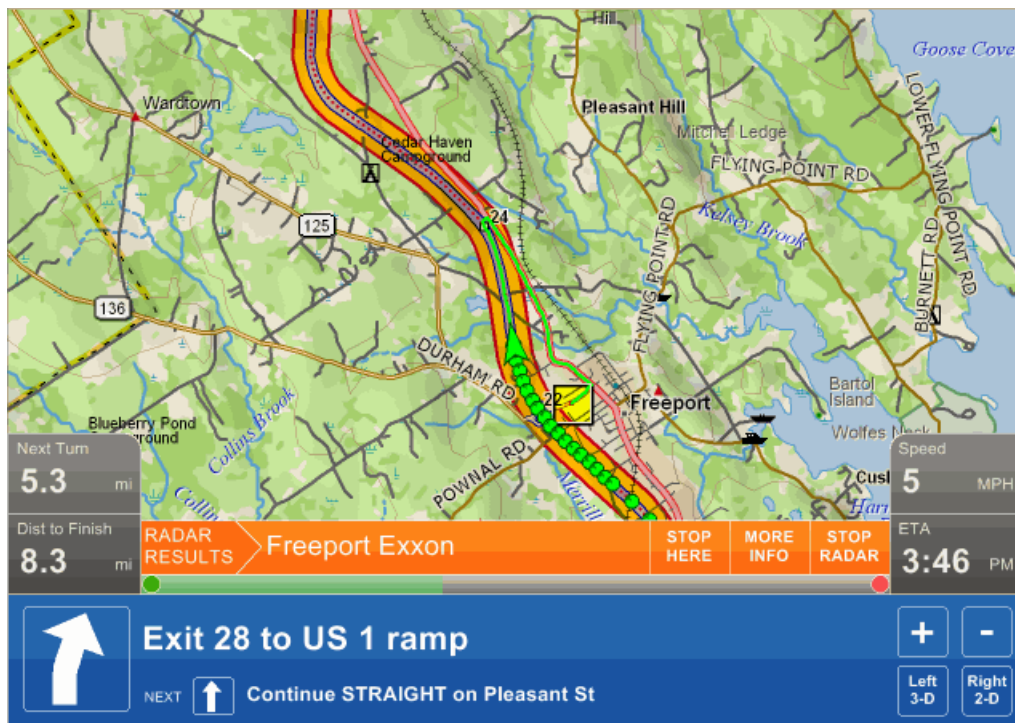 Hill
Goose Cove
Wardtown
Pleasant Hill
LOWER FLYING POINT RD
Mitchell Ledge
Cedar Haven
Campground
FLYING POINT RD
Kelsey Brook
24
125
FLYING POINT RD
BURNETT RD
136
DURHAM RD
22
Freeport
Bartol
Island
Blueberry Pond
Collins Brook
POWNAL RD
Wolfes Neck
Merrill
Next Turn
5.3 mi
Speed
5 MPH
Dist to Finish
8.3 mi
RADAR
RESULTS
Freeport Exxon
STOP
HERE
MORE
INFO
STOP
RADAR
ETA
3:46 PM
Exit 28 to US 1 ramp
+
-
NEXT
Continue STRAIGHT on Pleasant St
Left
3-D
Right
2-D